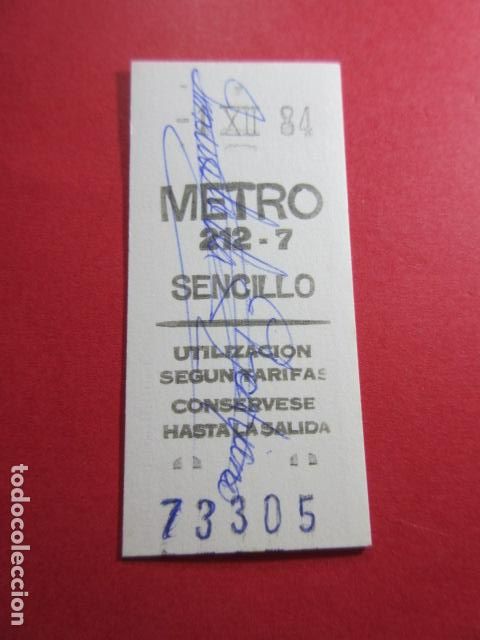 XII 84
METRO
212-7
SENCILLO
UTILIZACION
SEGUN TARIFAS
CONSERVESE
HASTA LA SALIDA
73305
todocoleccion